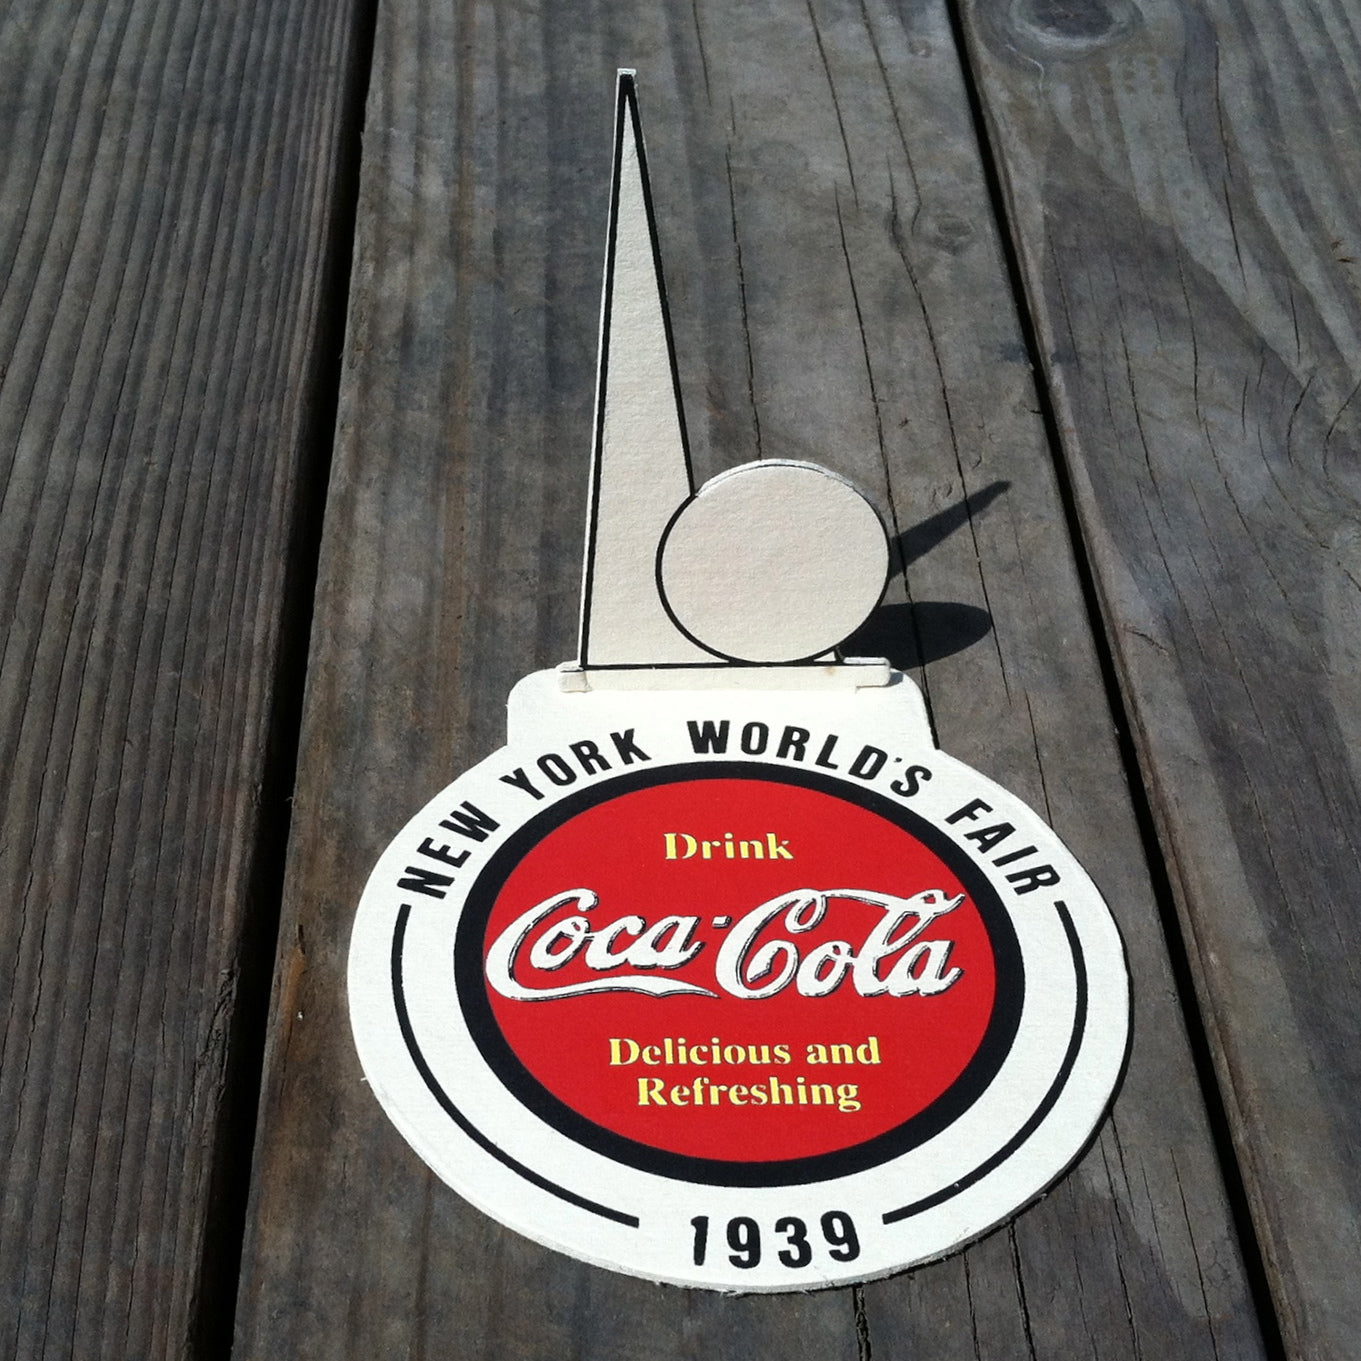 NEW YORK WORLD'S FAIR
Drink
Coca-Cola
Delicious and
Refreshing
1939